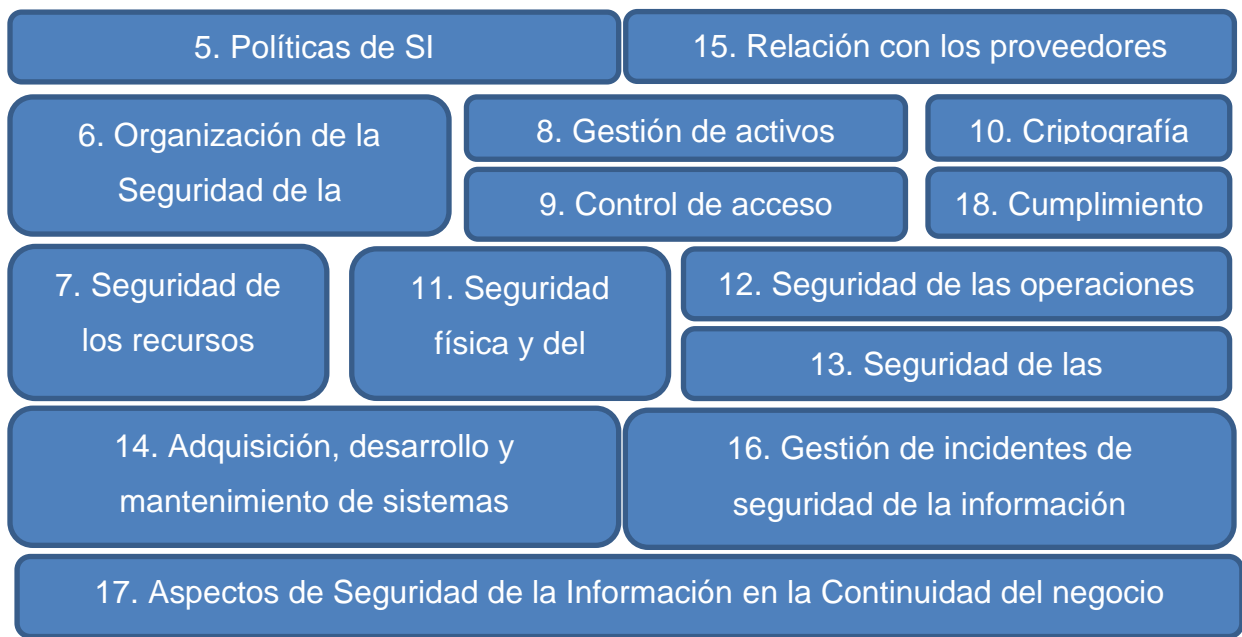 5. Políticas de SI
15. Relación con los proveedores
6. Organización de la
Seguridad de la
8. Gestión de activos
10. Criptografía
9. Control de acceso
18. Cumplimiento
7. Seguridad de
los recursos
11. Seguridad
física y del
12. Seguridad de las operaciones
13. Seguridad de las
14. Adquisición, desarrollo y
mantenimiento de sistemas
16. Gestión de incidentes de
seguridad de la información
17. Aspectos de Seguridad de la Información en la Continuidad del negocio